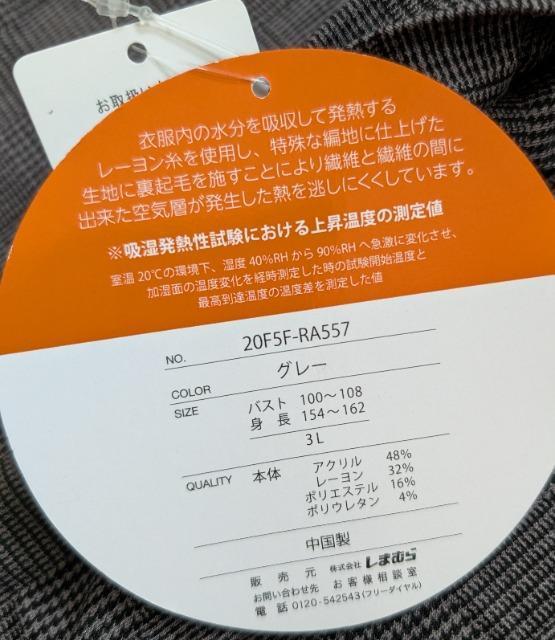 お取扱い
衣服内の水分を吸収して発熱する
レーヨン糸を使用し、特殊な編地に仕上げた
生地に裏起毛を施すことにより繊維と繊維の間に
出来た空気層が発生した熱を逃しにくくしています。
※吸湿発熱性試験における上昇温度の測定値
室温20℃の環境下、湿度40%RHから90%RHへ急激に変化させ、
加湿面の温度変化を経時測定した時の試験開始温度と
最高到達温度の温度差を測定した値
NO. 20F5F-RA557
COLOR グレー
SIZE バスト 100～108
身長 154～162
3L
QUALITY 本体 アクリル 48%
レーヨン 32%
ポリエステル 16%
ポリウレタン 4%
中国製
販売元 株式会社 しまむら
お問い合わせ先 お客様相談室
電話 0120-542543(フリーダイヤル)